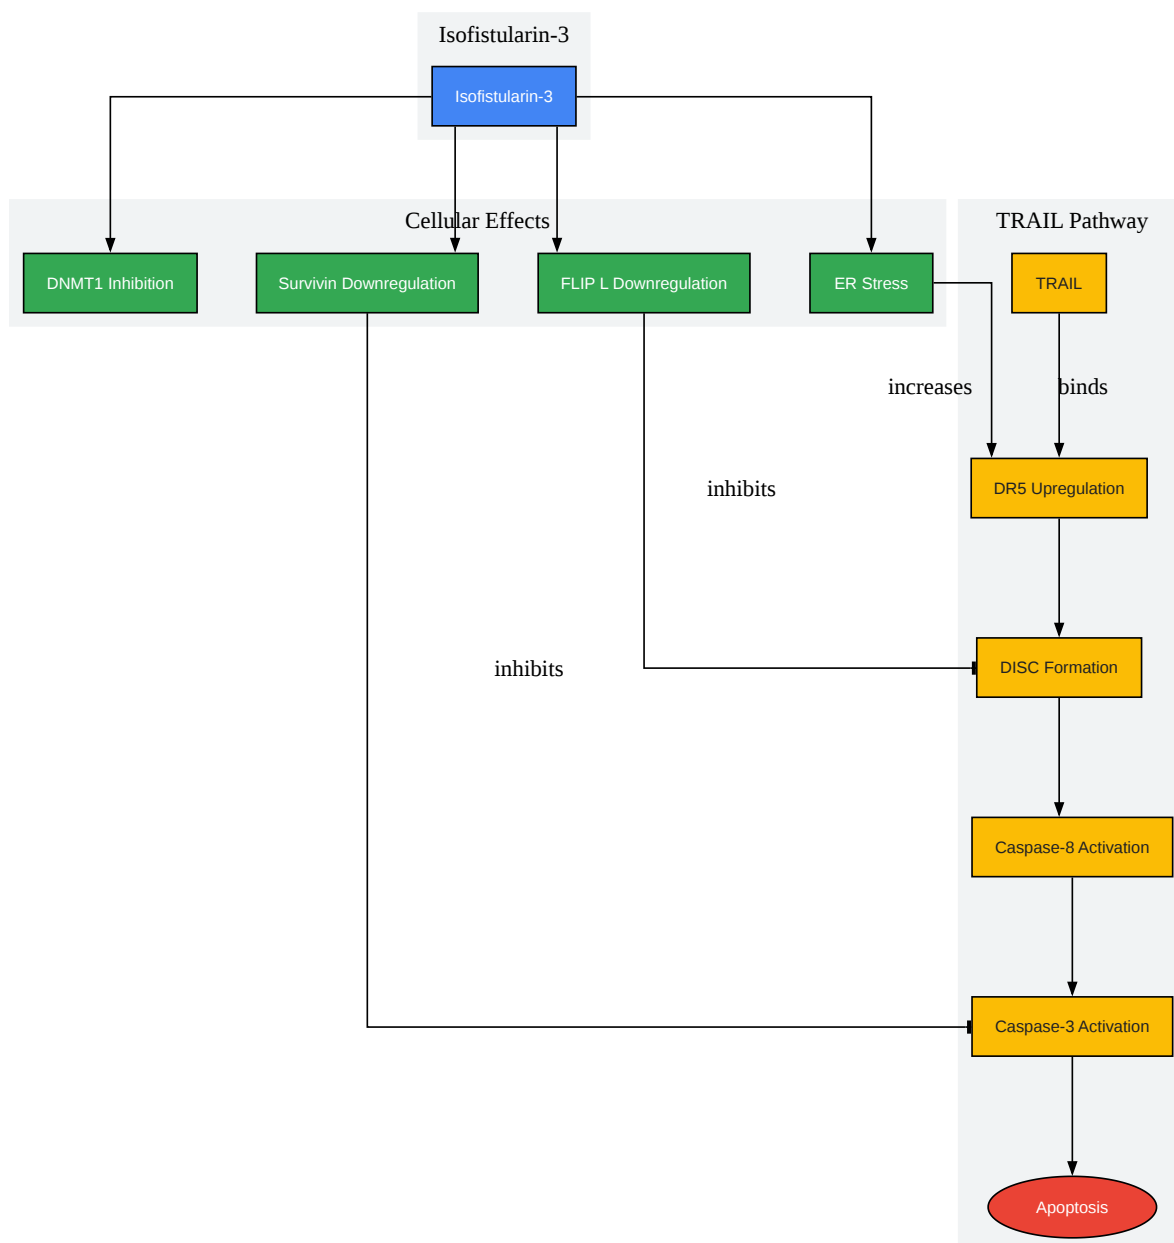 Isofistularin-3
Isofistularin-3
Cellular Effects
TRAIL Pathway
DNMT1 Inhibition
Survivin Downregulation
FLIP L Downregulation
ER Stress
TRAIL
increases
binds
inhibits
DR5 Upregulation
inhibits
DISC Formation
Caspase-8 Activation
Caspase-3 Activation
Apoptosis